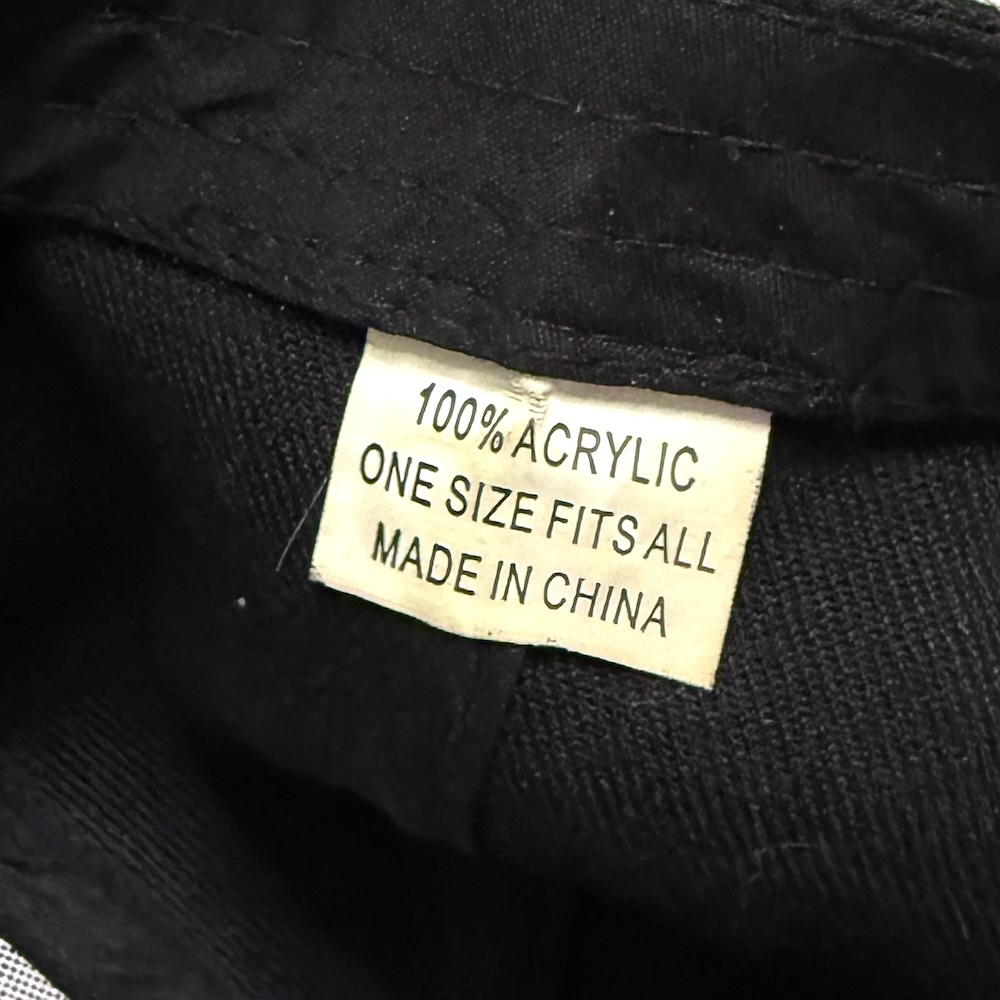 100% ACRYLIC
ONE SIZE FITS ALL
MADE IN CHINA